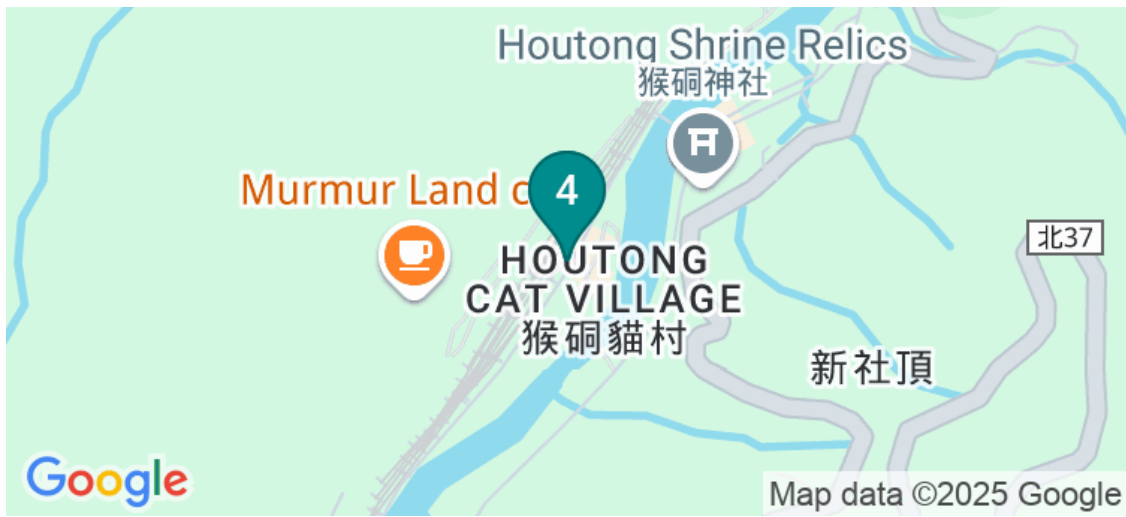 Houtong Shrine Relics
猴硐神社
Murmur Land c
4
HOUTONG
CAT VILLAGE
猴硐貓村
北37
新社頂
Google
Map data ©2025 Google